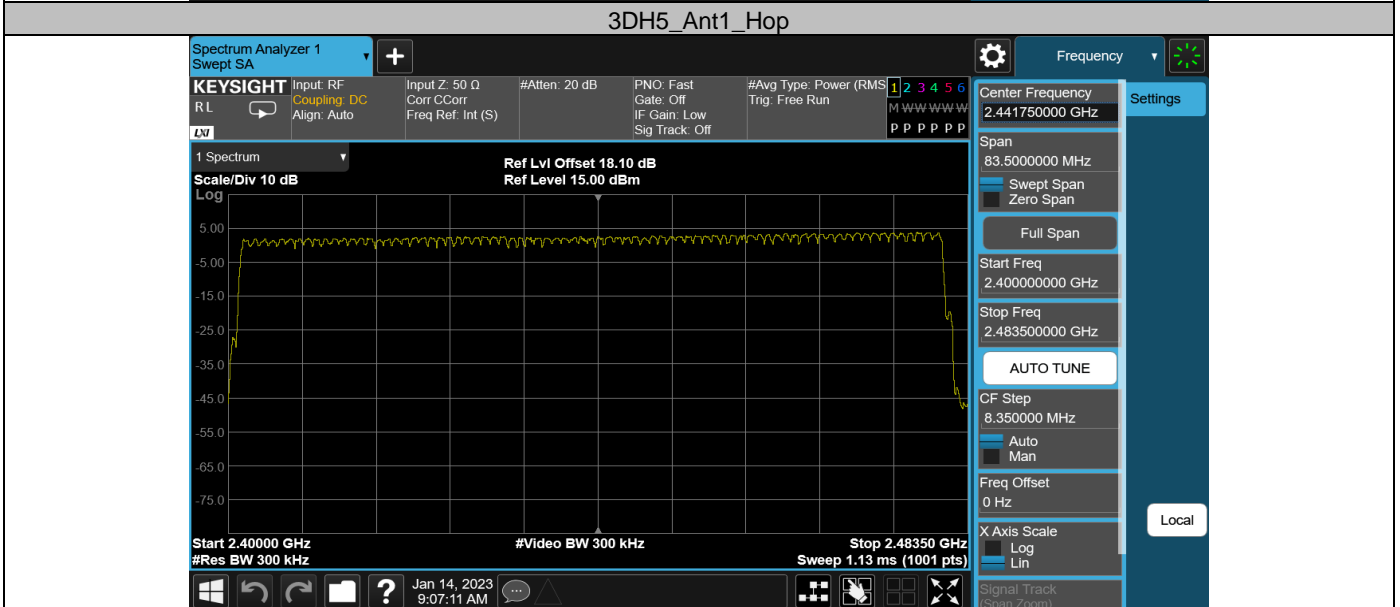 3DH5_Ant1_Hop
Spectrum Analyzer 1
Swept SA
+
Frequency
KEYSIGHT
R L
LXI
Input: RF
Coupling: DC
Align: Auto
Input Z: 50 Ω
Corr CCorr
Freq Ref: Int (S)
#Atten: 20 dB
PNO: Fast
Gate: Off
IF Gain: Low
Sig Track: Off
#Avg Type: Power (RMS
Trig: Free Run
1 2 3 4 5 6
M W W W W W
P P P P P P
1 Spectrum
Scale/Div 10 dB
Ref Lvl Offset 18.10 dB
Ref Level 15.00 dBm
Log
5.00
-5.00
-15.0
-25.0
-35.0
-45.0
-55.0
-65.0
-75.0
Start 2.40000 GHz
#Res BW 300 kHz
#Video BW 300 kHz
Stop 2.48350 GHz
Sweep 1.13 ms (1001 pts)
Center Frequency
2.441750000 GHz
Settings
Span
83.5000000 MHz
Swept Span
Zero Span
Full Span
Start Freq
2.400000000 GHz
Stop Freq
2.483500000 GHz
AUTO TUNE
CF Step
8.350000 MHz
Auto
Man
Freq Offset
0 Hz
X Axis Scale
Log
Lin
Local
Signal Track
(Span Zoom)
?
Jan 14, 2023
9:07:11 AM